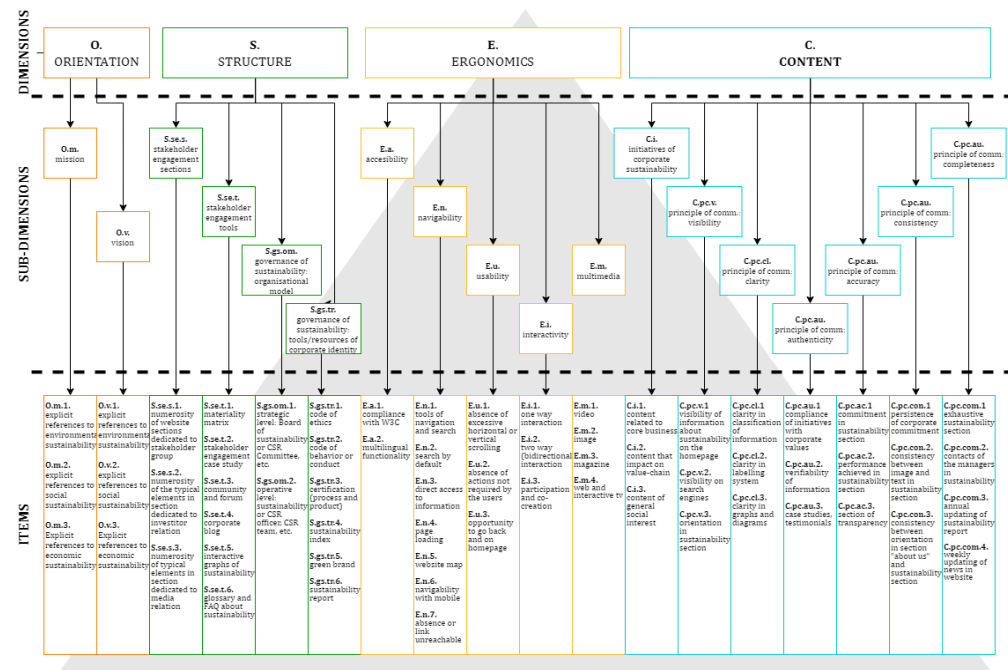 DIMENSIONS
O.
ORIENTATION
S.
STRUCTURE
E.
ERGONOMICS
C.
CONTENT
SUB-DIMENSIONS
O.m.
mission
O.v.
vision
S.se.s.
stakeholder
engagement
sections
S.se.t.
stakeholder
engagement
tools
S.gs.om.
governance of
sustainability:
organisational
model
S.gs.tr.
governance of
sustainability:
tools/resources of
corporate identity
E.a.
accesibility
E.n.
navigability
E.u.
usability
E.i.
interactivity
E.m.
multimedia
C.i.
initiatives of
corporate
sustainability
C.pc.v.
principle of comm.:
visibility
C.pc.cl.
principle of comm:
clarity
C.pc.au.
principle of comm:
authenticity
C.pc.au.
principle of comm:
accuracy
C.pc.au.
principle of comm:
consistency
C.pc.au.
principle of comm:
completeness
ITEMS
O.m.1.
explicit
references to
environmental
sustainability
O.m.2.
explicit
references to
social
sustainability
O.m.3.
Explicit
references to
economic
sustainability
O.v.1.
explicit
references to
environmental
sustainability
O.v.2.
explicit
references to
social
sustainability
O.v.3.
Explicit
references to
economic
sustainability
S.se.s.1.
numerosity
of website
sections
dedicated to
stakeholder
group
S.se.s.2.
numerosity
of the typical
elements in
section
dedicated to
investitor
relation
S.se.s.3.
numerosity
of typical
elements in
section
dedicated to
media
relation
S.se.t.1.
materiality
matrix
S.se.t.2.
stakeholder
engagement
case study
S.se.t.3.
community
and forum
S.se.t.4.
corporate
blog
S.se.t.5.
interactive
graphs of
sustainability
S.se.t.6.
glossary and
FAQ about
sustainability
S.gs.om.1.
strategic
level: Board
of
sustainability
or CSR
Committee,
etc.
S.gs.om.2.
operative
level:
sustainability
or CSR
officer, CSR
team, etc.
S.gs.tr.1.
code of
ethics
S.gs.tr.2.
code of
behavior or
conduct
S.gs.tr.3.
certification
(process and
product)
S.gs.tr.4.
sustainability
index
S.gs.tr.5.
green brand
S.gs.tr.6.
sustainability
report
E.a.1.
compliance
with W3C
E.a.2.
multilingual
functionality
E.n.1.
tools of
navigation
and search
E.n.2.
search by
default
E.n.3.
direct access
to
information
E.n.4.
page
loading
E.n.5.
website map
E.n.6.
navigability
with mobile
E.n.7.
absence or
link
unreachable
E.u.1.
absence of
excessive
horizontal or
vertical
scrolling
E.u.2.
absence of
actions not
required by
the users
E.u.3.
opportunity
to go back
and on
homepage
E.i.1.
one way
interaction
E.i.2.
two way
(bidirectional)
interaction
E.i.3.
participation
and co-
creation
E.m.1.
video
E.m.2.
image
E.m.3.
magazine
E.m.4.
web and
interactive tv
C.i.1.
content
related to
core business
C.i.2.
content that
impact on
value-chain
C.i.3.
content of
general
social
interest
C.pc.v.1
visibility of
information
about
sustainability
on the
homepage
C.pc.v.2.
visibility on
search
engines
C.pc.v.3.
orientation
in
sustainability
section
C.pc.cl.1
clarity in
classification
of
information
C.pc.cl.2.
clarity in
labelling
system
C.pc.cl.3.
clarity in
graphs and
diagrams
C.pc.au.1
compliance
of initiatives
with
corporate
values
C.pc.au.2.
verifability
of
information
C.pc.au.3.
case studies,
testimonials
C.pc.ac.1
commitment
in
sustainability
section
C.pc.ac.2.
performance
achieved in
sustainability
section
C.pc.ac.3.
section of
transparency
C.pc.con.1
persistence
of corporate
commitment
C.pc.con.2.
consistency
between
image and
text in
sustainability
section
C.pc.con.3.
consistency
between
orientation
in section
"about us"
and
sustainability
section
C.pc.com.1
exhaustive
sustainability
section
C.pc.com.2.
contacts of
the managers
in
sustainability
C.pc.com.3.
annual
updating of
sustainability
report
C.pc.com.4.
weekly
updating of
news in
website